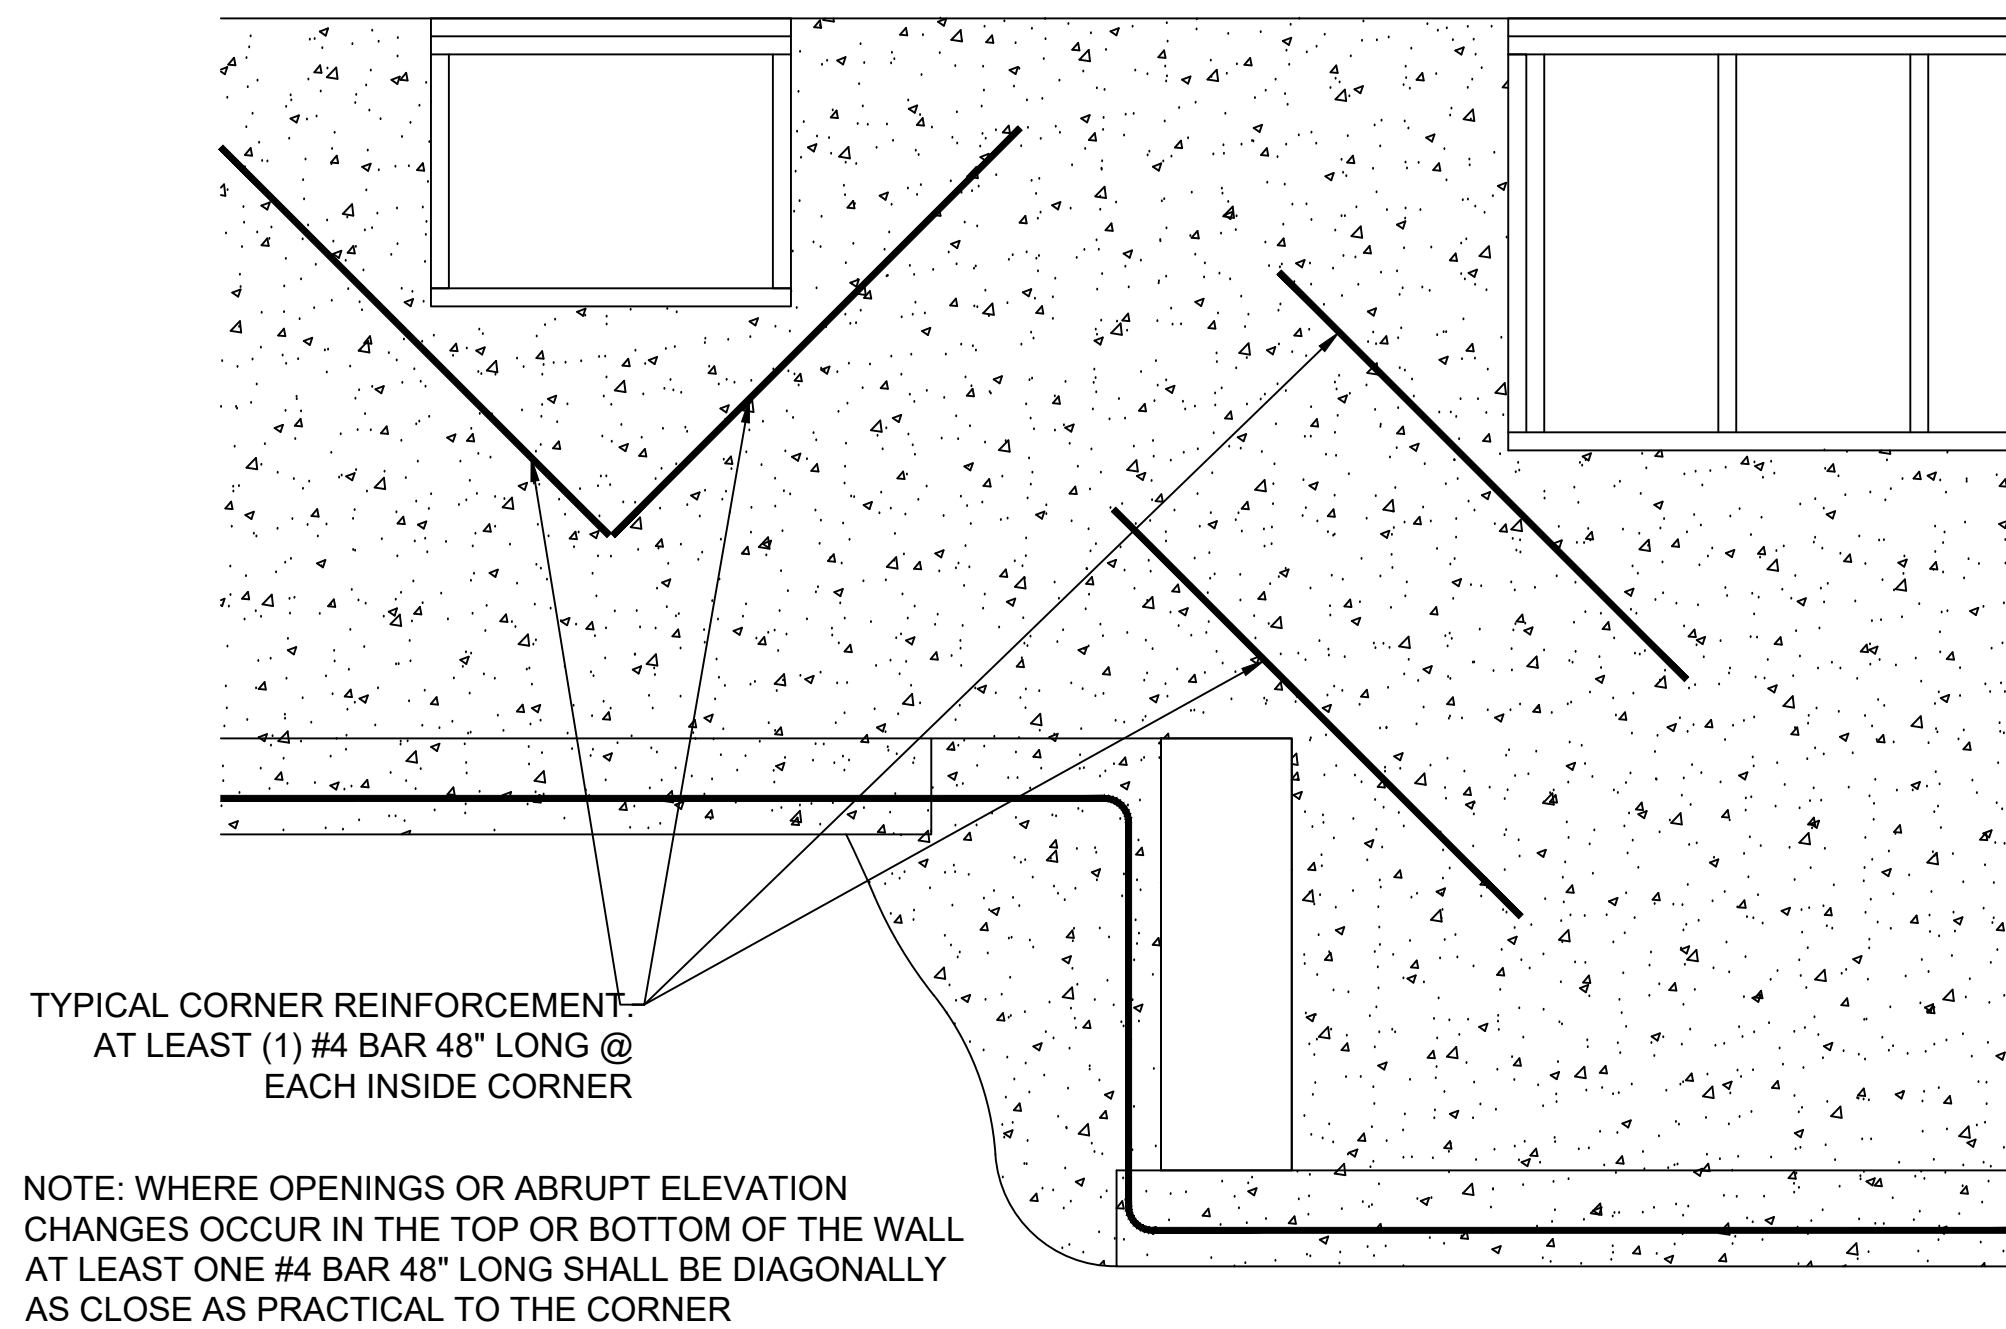 TYPICAL CORNER REINFORCEMENT:
AT LEAST (1) #4 BAR 48" LONG @
EACH INSIDE CORNER
NOTE: WHERE OPENINGS OR ABRUPT ELEVATION
CHANGES OCCUR IN THE TOP OR BOTTOM OF THE WALL
AT LEAST ONE #4 BAR 48" LONG SHALL BE DIAGONALLY
AS CLOSE AS PRACTICAL TO THE CORNER